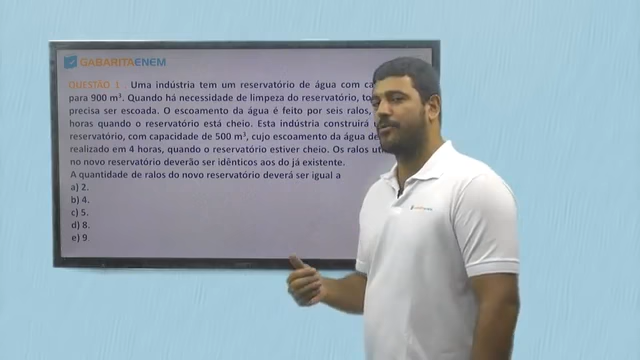 GABARITAENEM
QUESTÃO 1 . Uma indústria tem um reservatório de água com
para 900 m³. Quando há necessidade de limpeza do reservatório,
precisa ser escoada. O escoamento da água é feito por seis ralos,
horas quando o reservatório está cheio. Esta indústria construirá
reservatório, com capacidade de 500 m³, cujo escoamento da água
realizado em 4 horas, quando o reservatório estiver cheio. Os ralos
no novo reservatório deverão ser idênticos aos do já existente.
A quantidade de ralos do novo reservatório deverá ser igual a
a) 2.
b) 4.
c) 5.
d) 8.
e) 9.